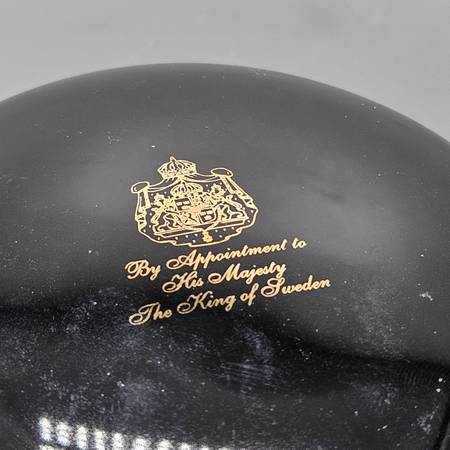 By Appointment to
His Majesty
The King of Sweden